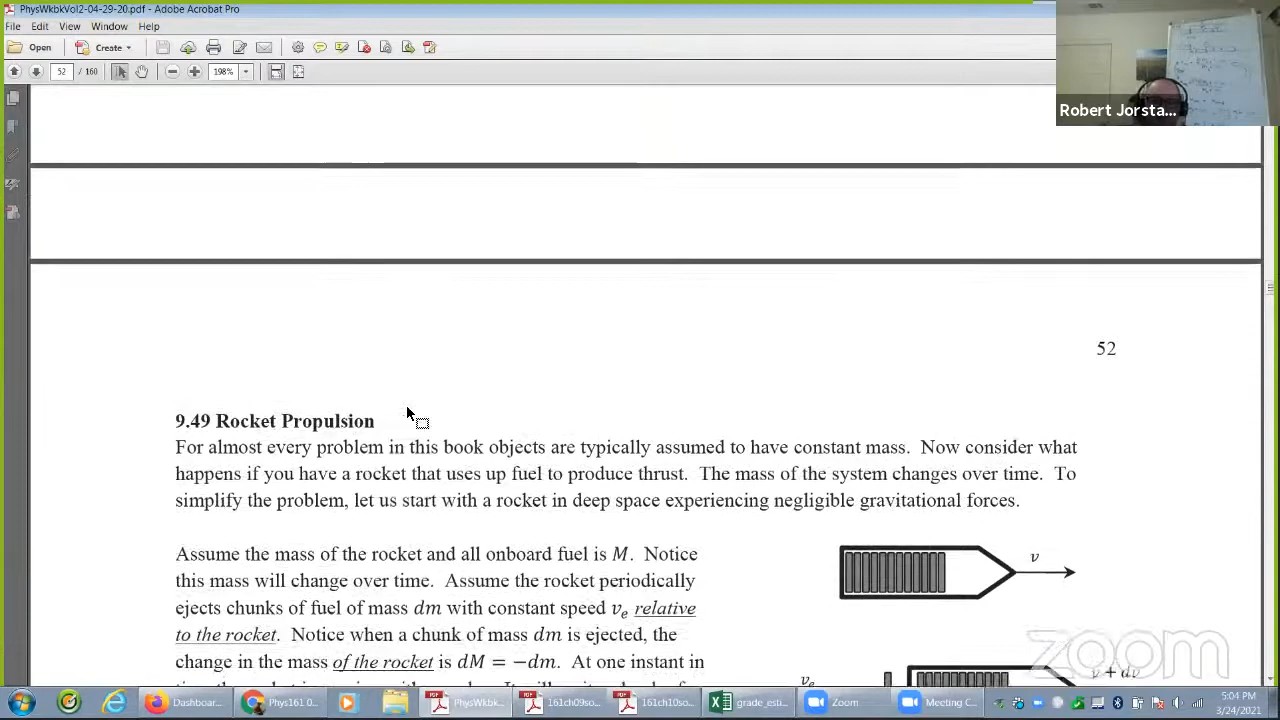 PhysWkbkVol2-04-29-20.pdf - Adobe Acrobat Pro
File Edit View Window Help
Open Create
52 / 160 198%
Robert Jorsta...
52
9.49 Rocket Propulsion
For almost every problem in this book objects are typically assumed to have constant mass. Now consider what
happens if you have a rocket that uses up fuel to produce thrust. The mass of the system changes over time. To
simplify the problem, let us start with a rocket in deep space experiencing negligible gravitational forces.
Assume the mass of the rocket and all onboard fuel is M. Notice
this mass will change over time. Assume the rocket periodically
ejects chunks of fuel of mass dm with constant speed vₑ relative
to the rocket. Notice when a chunk of mass dm is ejected, the
change in the mass of the rocket is dM = −dm. At one instant in
v
vₑ
v + dv
zoom
Dashboar... Phys161 0... PhysWkb... 161ch09so... 161ch10so... grade_esti... Zoom Meeting C...
5:04 PM
3/24/2021